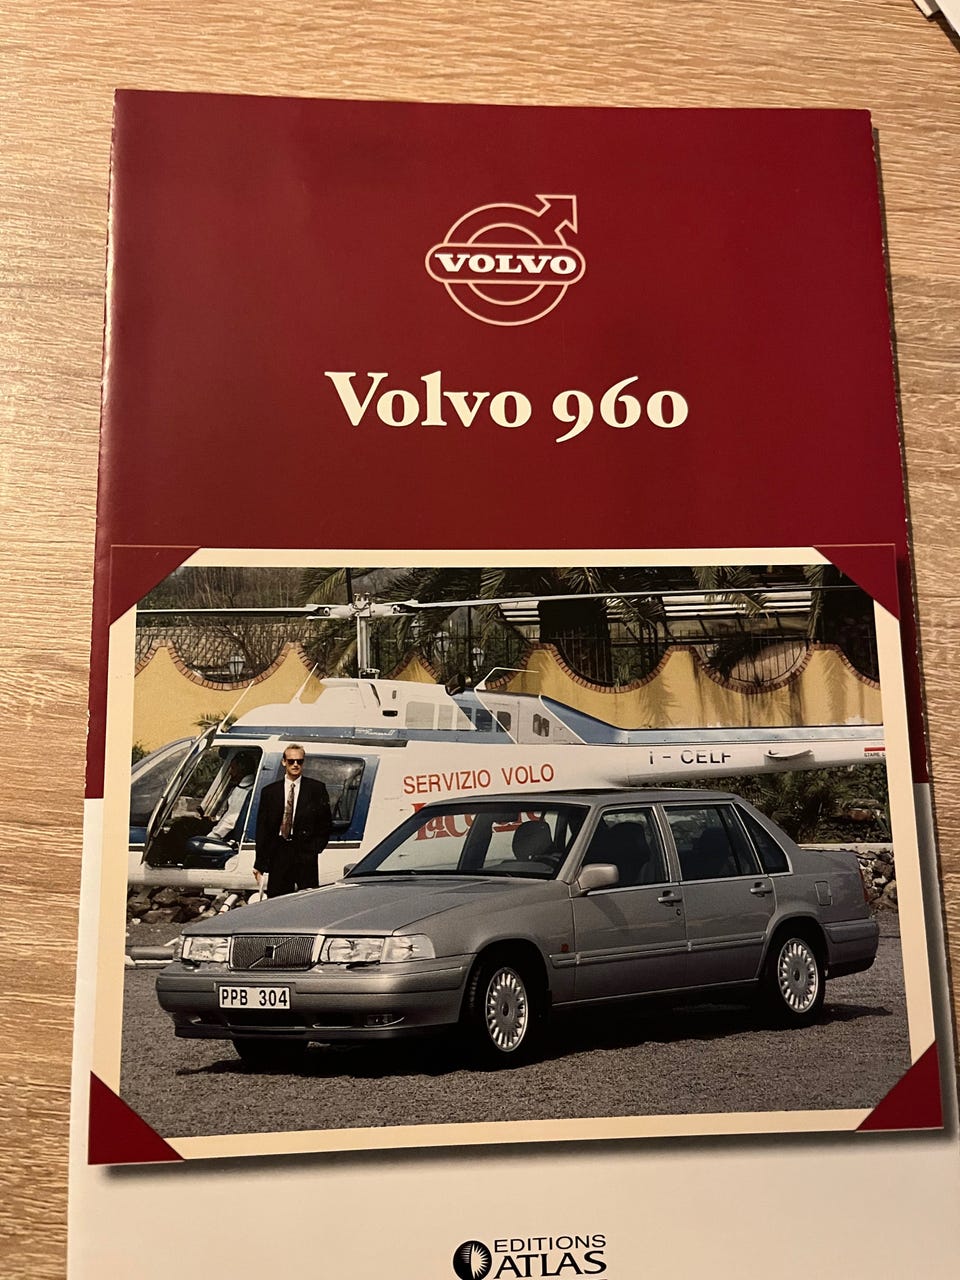 VOLVO
Volvo 960
I - CELF
SERVIZIO VOLO
PPB 304
EDITIONS
ATLAS